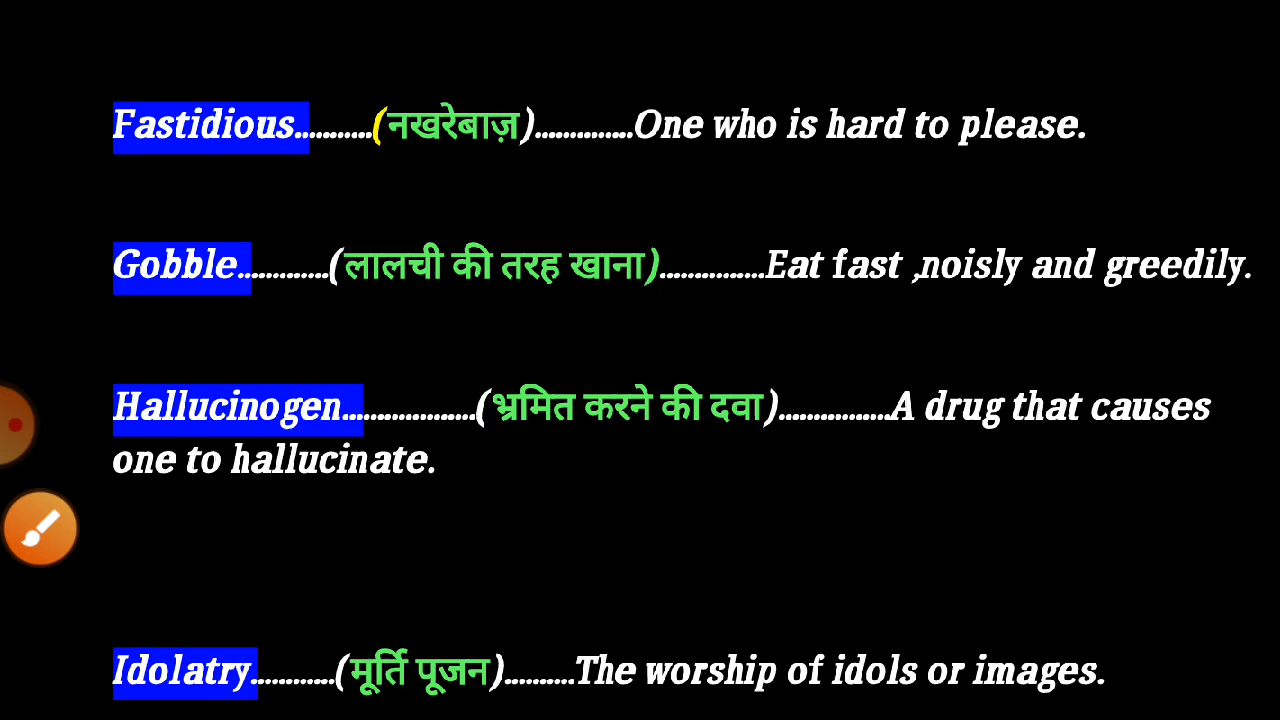 Fastidious...........(नखरेबाज़)..............One who is hard to please.
Gobble.............(लालची की तरह खाना)...............Eat fast ,noisly and greedily.
Hallucinogen...................(भ्रमित करने की दवा)................A drug that causes
one to hallucinate.
Idolatry............(मूर्ति पूजन)..........The worship of idols or images.